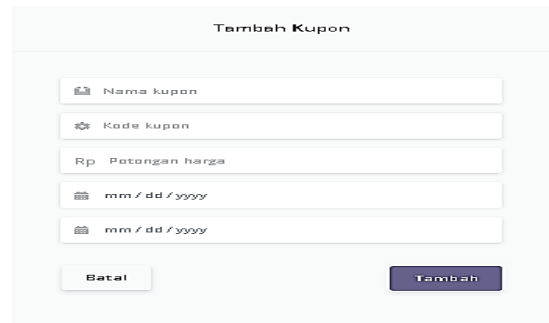 Tambah Kupon
Nama kupon
Kode kupon
Rp Potongan harga
mm / dd / yyyy
mm / dd / yyyy
Batal Tambah